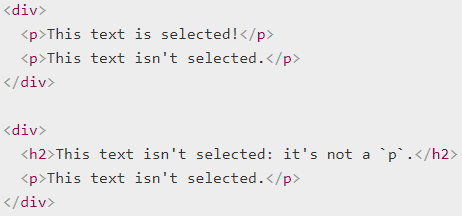 <div>
  <p>This text is selected!</p>
  <p>This text isn't selected.</p>
</div>

<div>
  <h2>This text isn't selected: it's not a `p`.</h2>
  <p>This text isn't selected.</p>
</div>